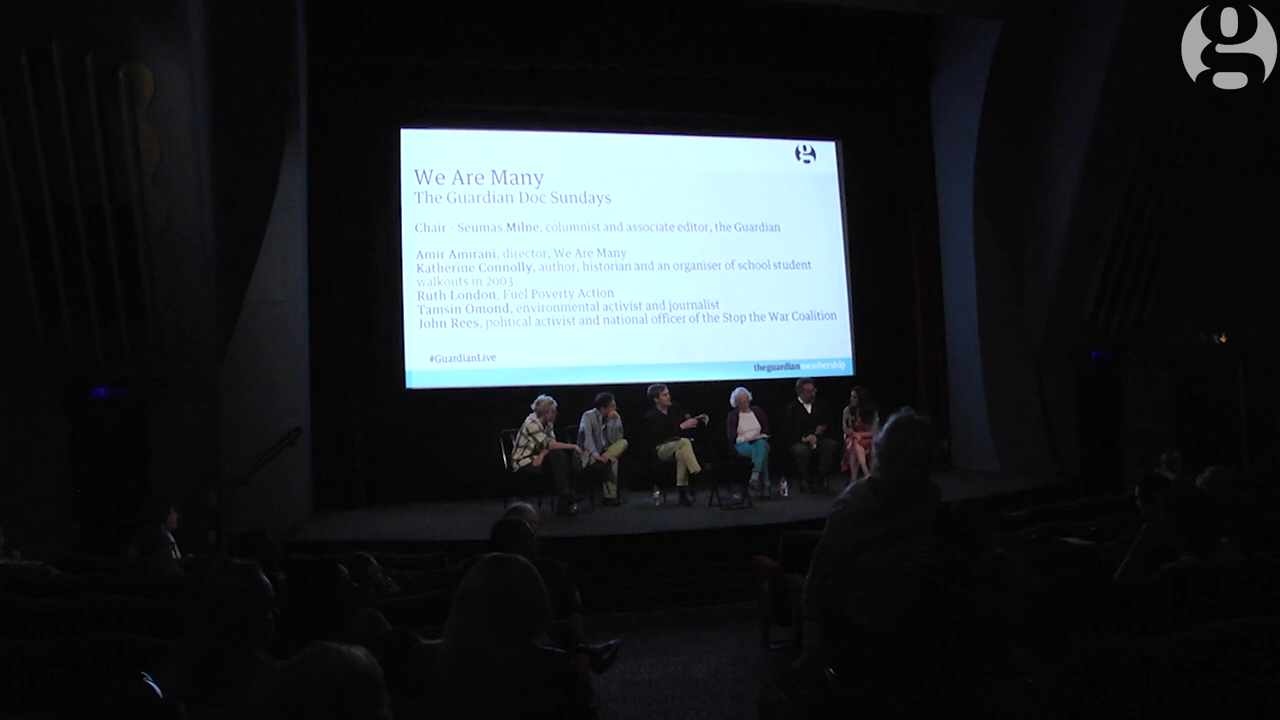 We Are Many
The Guardian Doc Sundays
Chair - Seumas Milne, columnist and associate editor, the Guardian
Amir Amirani, director, We Are Many
Katherine Connolly, author, historian and an organiser of school student
walkouts in 2003
Ruth London, Fuel Poverty Action
Tamsin Omond, environmental activist and journalist
John Rees, political activist and national officer of the Stop the War Coalition
#GuardianLive
theguardianmembership
g
g